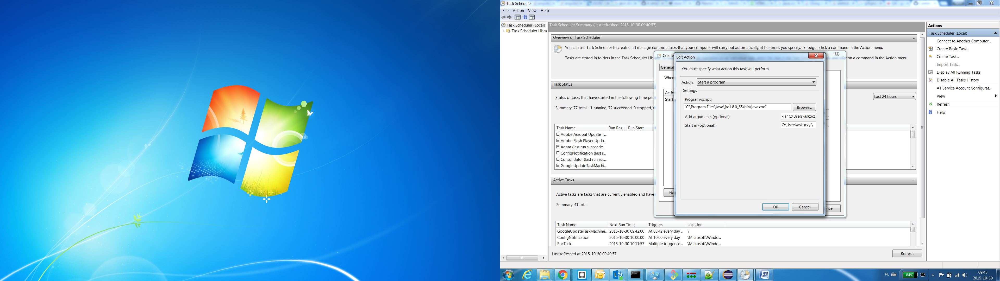 Task Scheduler
File Action View Help
Task Scheduler (Local)
Task Scheduler Libra
Task Scheduler Summary (Last refreshed: 2015-10-30 09:40:57)
Overview of Task Scheduler
You can use Task Scheduler to create and manage common tasks that your computer will carry out automatically at the times you specify. To begin, click a command in the Action menu.
Tasks are stored in folders in the Task Scheduler Lib
on a command in the Action menu.
Task Status
Status of tasks that have started in the following time per
Last 24 hours
Summary: 77 total - 1 running, 72 succeeded, 0 stopped,
Task Name Run Res... Run Start
Adobe Acrobat Update T...
Adobe Flash Player Upda...
Agata (last run succeede...
ConfigNotification (last r...
Consolidator (last run suc...
GoogleUpdateTaskMachi...
Active Tasks
Active tasks are tasks that are currently enabled and have
Summary: 41 total
Task Name Next Run Time Triggers Location
GoogleUpdateTaskMachine... 2015-10-30 09:42:00 At 08:42 every day ... \
ConfigNotification 2015-10-30 10:00:00 At 10:00 every day \Microsoft\Windo...
RacTask 2015-10-30 10:11:57 Multiple triggers d... \Microsoft\Windo...
Last refreshed at 2015-10-30 09:40:57
Refresh
Create
General
When
Actio
Start
Ne
ncel
Edit Action
You must specify what action this task will perform.
Action: Start a program
Settings
Program/script:
"C:\Program Files\Java\jre1.8.0_65\bin\java.exe" Browse...
Add arguments (optional): -jar C:\Users\askocz
Start in (optional): C:\Users\askoczyl\
OK Cancel
Actions
Task Scheduler (Local)
Connect to Another Computer...
Create Basic Task...
Create Task...
Import Task...
Display All Running Tasks
Disable All Tasks History
AT Service Account Configurat...
View
Refresh
Help
PL
84%
09:45
2015-10-30